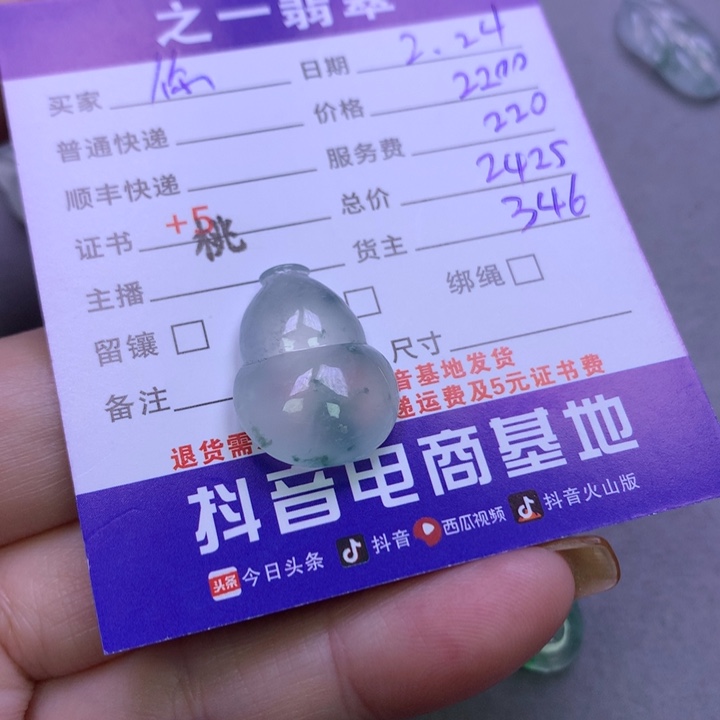 之一翡翠
买家 日期 2.24
普通快递 价格 2200
顺丰快递 服务费 220
证书 +5 总价 2425
主播 桃 货主 346
留镶 绑绳
备注 尺寸
音基地发货
退货需 递运费及5元证书费
抖音电商基地
头条 今日头条 抖音 西瓜视频 抖音火山版